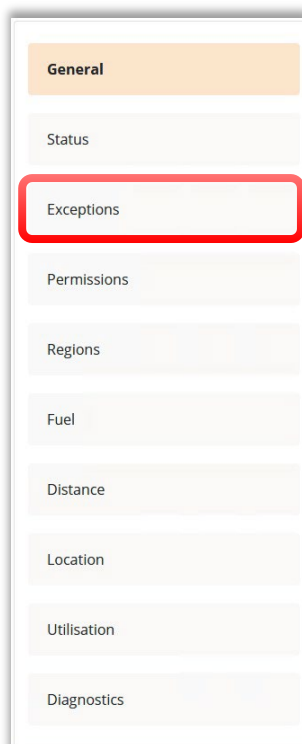 General
Status
Exceptions
Permissions
Regions
Fuel
Distance
Location
Utilisation
Diagnostics